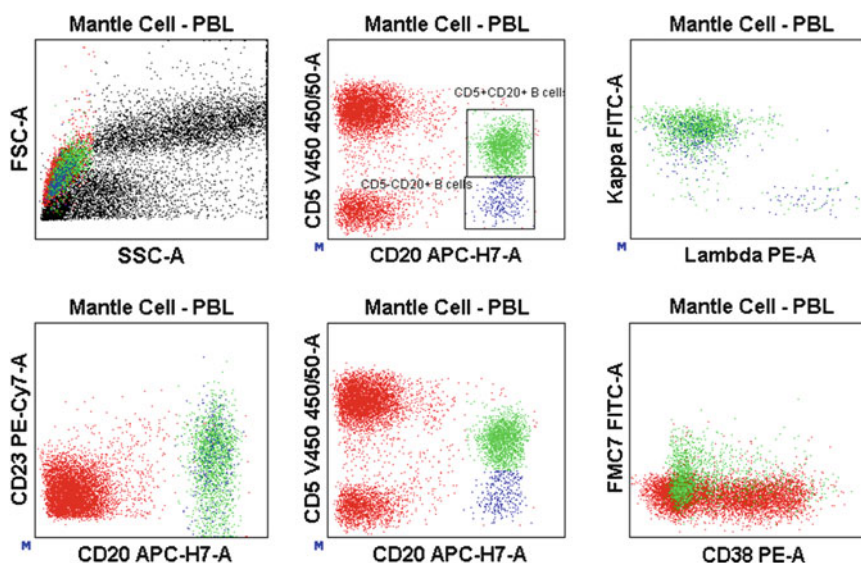 Mantle Cell - PBL
FSC-A
SSC-A
Mantle Cell - PBL
CD5 V450 450/50-A
CD5+CD20+ B cells
CD5-CD20+ B cells
M
CD20 APC-H7-A
Mantle Cell - PBL
Kappa FITC-A
M
Lambda PE-A
Mantle Cell - PBL
CD23 PE-Cy7-A
M
CD20 APC-H7-A
Mantle Cell - PBL
CD5 V450 450/50-A
M
CD20 APC-H7-A
Mantle Cell - PBL
FMC7 FITC-A
CD38 PE-A